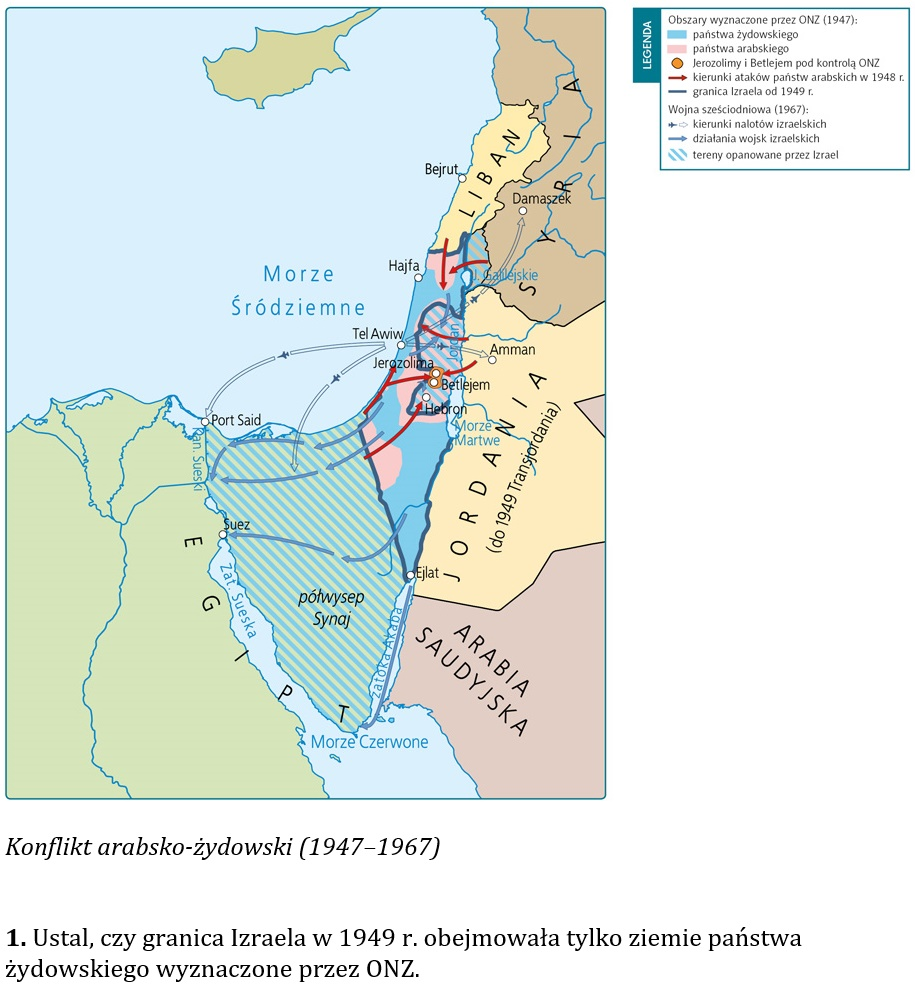 LEGENDA
Obszary wyznaczone przez ONZ (1947):
państwa żydowskiego
państwa arabskiego
Jerozolimy i Betlejem pod kontrolą ONZ
kierunki ataków państw arabskich w 1948 r.
granica Izraela od 1949 r.
Wojna sześciodniowa (1967):
kierunki nalotów izraelskich
działania wojsk izraelskich
tereny opanowane przez Izrael
SYRIA
LIBAN
Bejrut
Damaszek
Hajfa
J. Galilejskie
Morze
Śródziemne
Tel Awiw
Jordan
Amman
Jerozolima
Betlejem
Hebron
Port Said
Morze
Martwe
Kan. Sueski
JORDANIA
(do 1949 Transjordania)
Suez
EGIPT
Ejlat
Zat. Sueska
półwysep
Synaj
Zatoka Akaba
ARABIA
SAUDYJSKA
Morze Czerwone
Konflikt arabsko-żydowski (1947–1967)
1. Ustal, czy granica Izraela w 1949 r. obejmowała tylko ziemie państwa
żydowskiego wyznaczone przez ONZ.